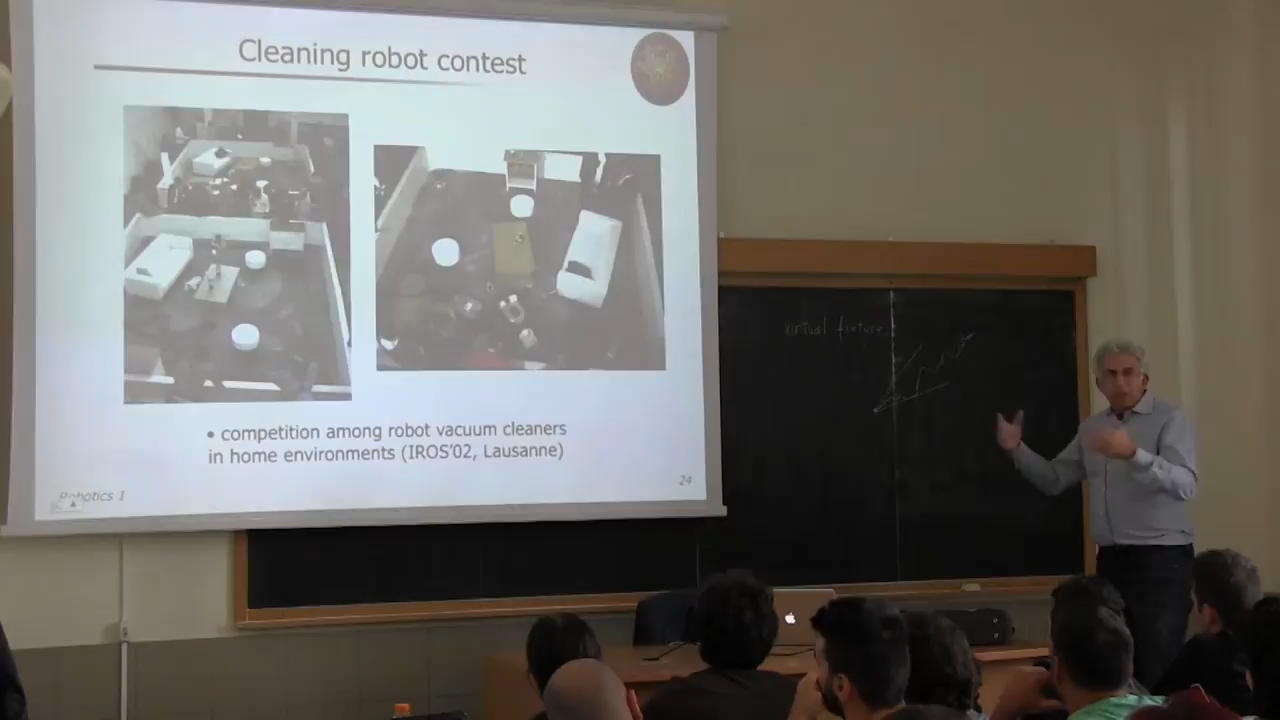 Cleaning robot contest
• competition among robot vacuum cleaners
in home environments (IROS'02, Lausanne)
Robotics 1
24
virtual fixture